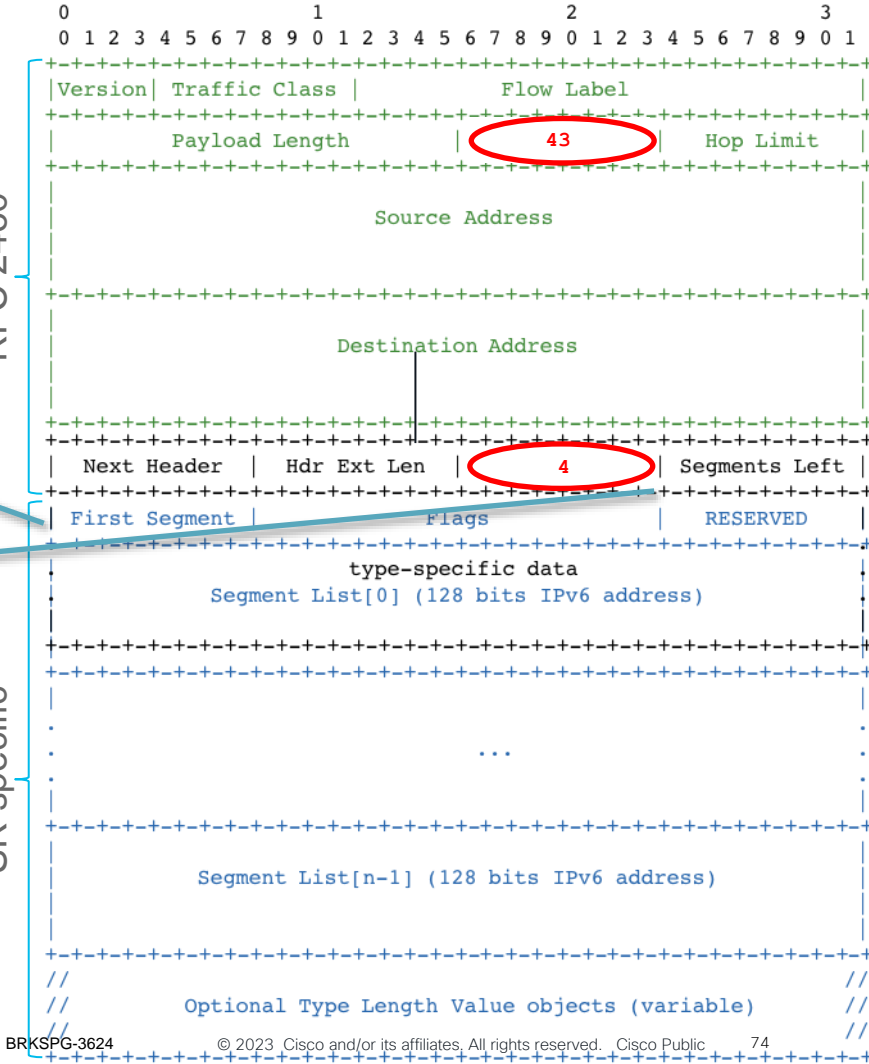 0 1 2 3
0 1 2 3 4 5 6 7 8 9 0 1 2 3 4 5 6 7 8 9 0 1 2 3 4 5 6 7 8 9 0 1
|Version| Traffic Class | Flow Label |
| Payload Length | 43 | Hop Limit |
Source Address
Destination Address
| Next Header | Hdr Ext Len | 4 | Segments Left |
| First Segment | Flags | RESERVED |
type-specific data
Segment List[0] (128 bits IPv6 address)
...
Segment List[n-1] (128 bits IPv6 address)
// //
// Optional Type Length Value objects (variable) //
// //
BRKSPG-3624 © 2023 Cisco and/or its affiliates. All rights reserved. Cisco Public 74